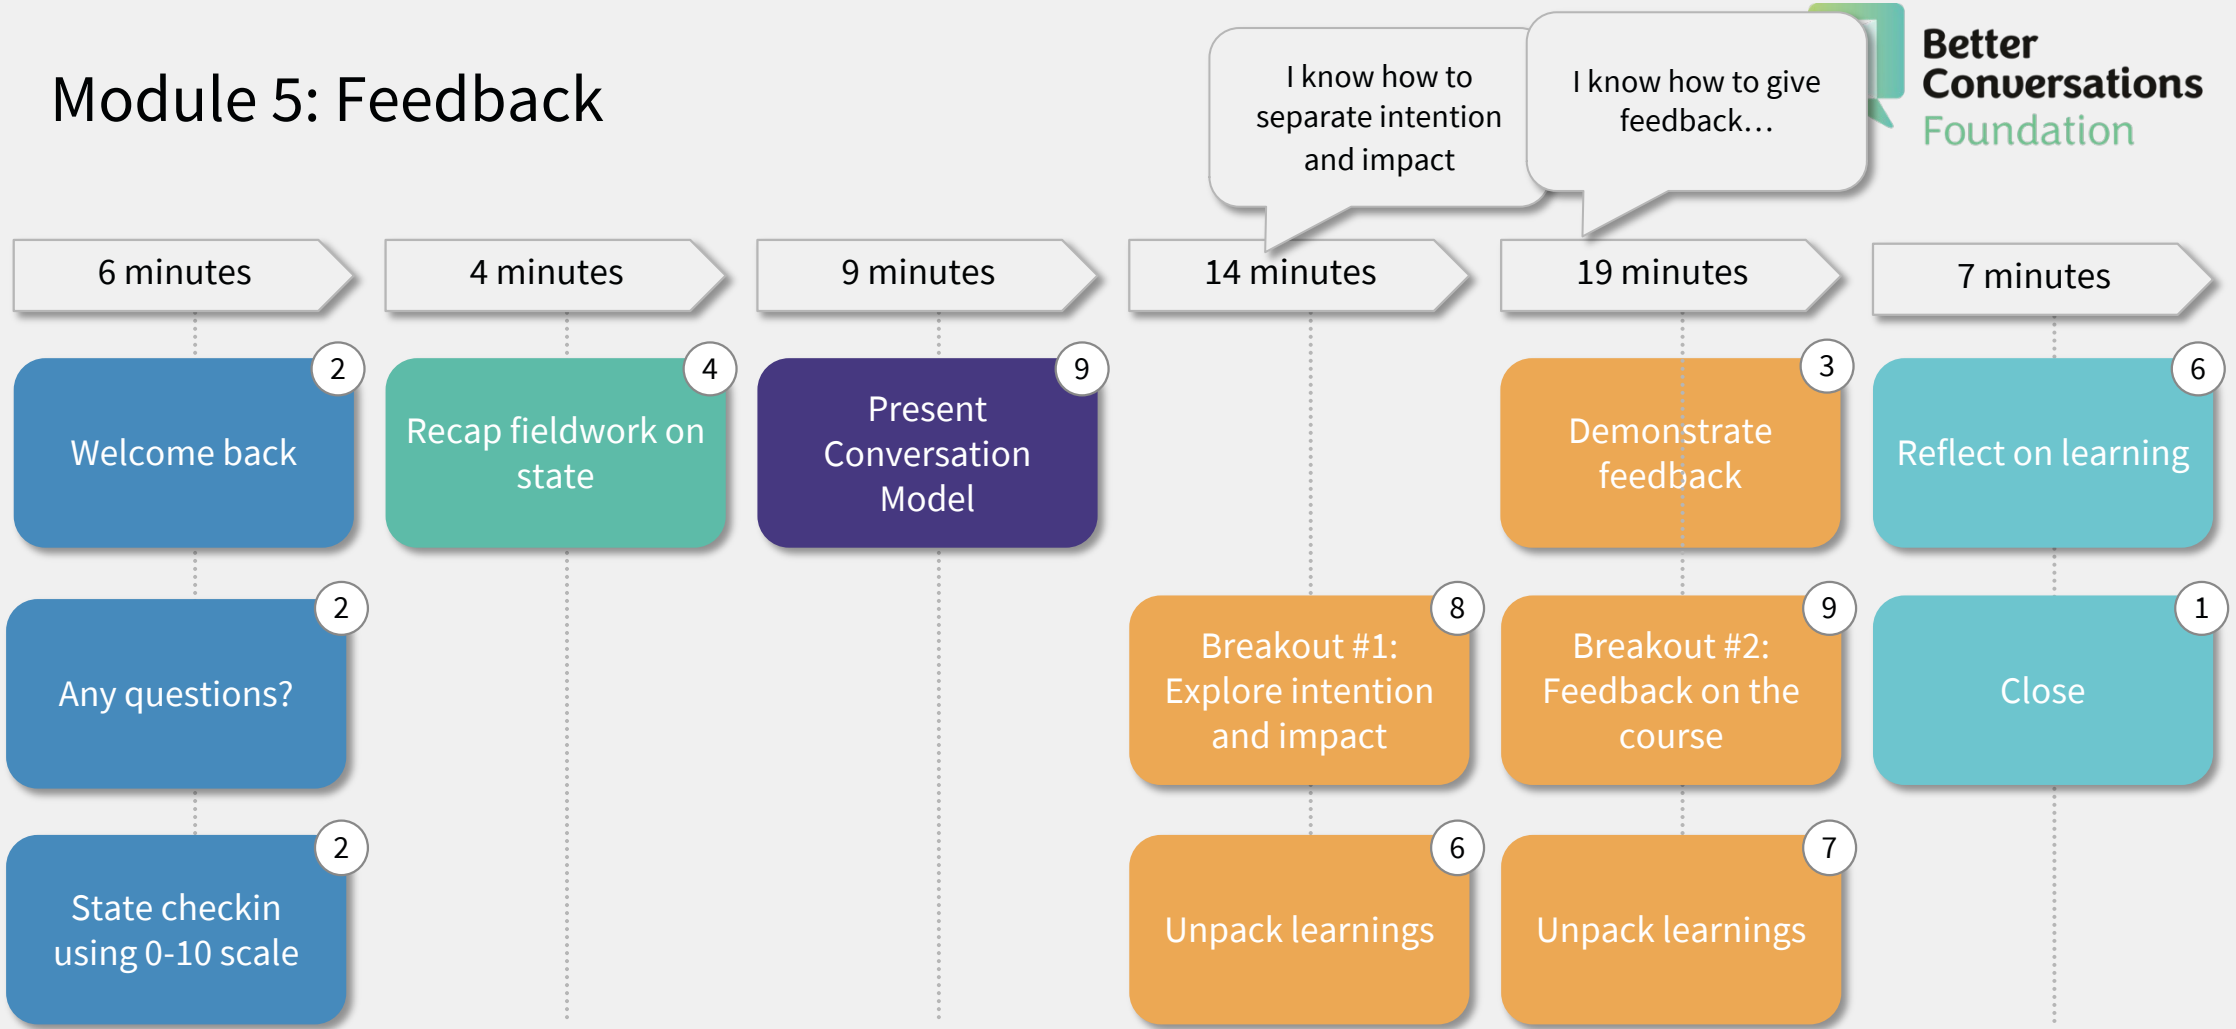 Module 5: Feedback
I know how to
separate intention
and impact
I know how to give
feedback…
Better
Conversations
Foundation
6 minutes
4 minutes
9 minutes
14 minutes
19 minutes
7 minutes
2
Welcome back
4
Recap fieldwork on
state
9
Present
Conversation
Model
3
Demonstrate
feedback
6
Reflect on learning
2
Any questions?
8
Breakout #1:
Explore intention
and impact
9
Breakout #2:
Feedback on the
course
1
Close
2
State checkin
using 0-10 scale
6
Unpack learnings
7
Unpack learnings